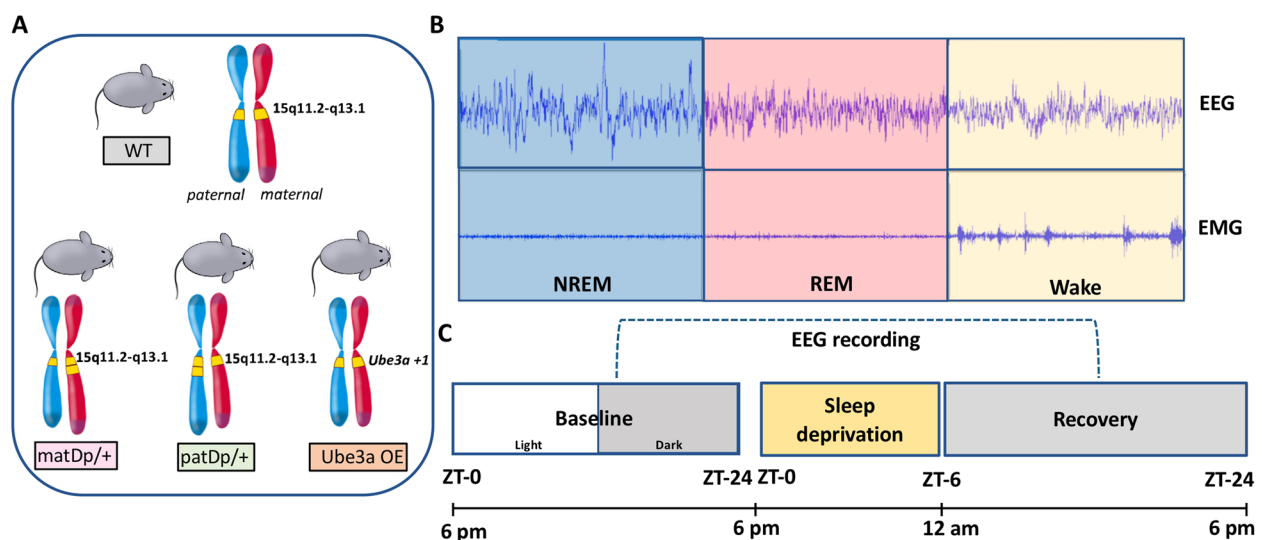 A
15q11.2-q13.1
WT
paternal maternal
15q11.2-q13.1
15q11.2-q13.1
Ube3a +1
matDp/+
patDp/+
Ube3a OE
B
EEG
EMG
NREM
REM
Wake
C
EEG recording
Baseline
Light
Dark
Sleep
deprivation
Recovery
ZT-0
ZT-24
ZT-0
ZT-6
ZT-24
6 pm
6 pm
12 am
6 pm